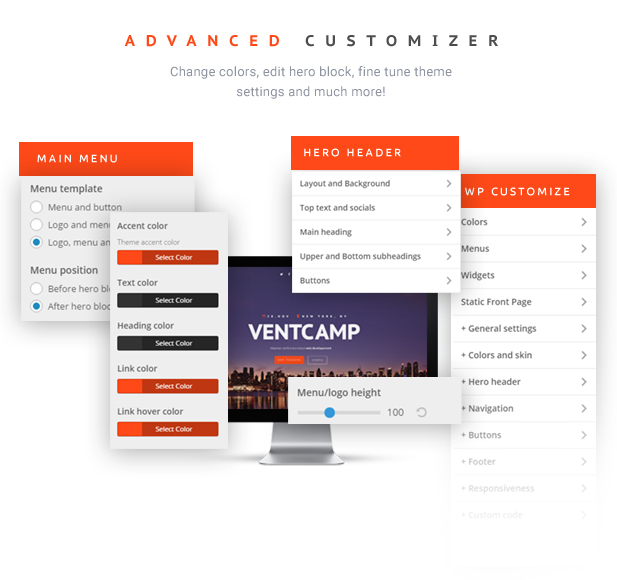 ADVANCED CUSTOMIZER
Change colors, edit hero block, fine tune theme
settings and much more!
MAIN MENU
Menu template
Menu and button
Logo and menu
Logo, menu an
Menu position
Before hero blo
After hero bloc
Accent color
Theme accent color
Select Color
Text color
Select Color
Heading color
Select Color
Link color
Select Color
Link hover color
Select Color
HERO HEADER
Layout and Background
Top text and socials
Main heading
Upper and Bottom subheadings
Buttons
NEW YORK, NY
VENTCAMP
Menu/logo height
100
WP CUSTOMIZE
Colors
Menus
Widgets
Static Front Page
+ General settings
+ Colors and skin
+ Hero header
+ Navigation
+ Buttons
+ Footer
+ Responsiveness
+ Custom code